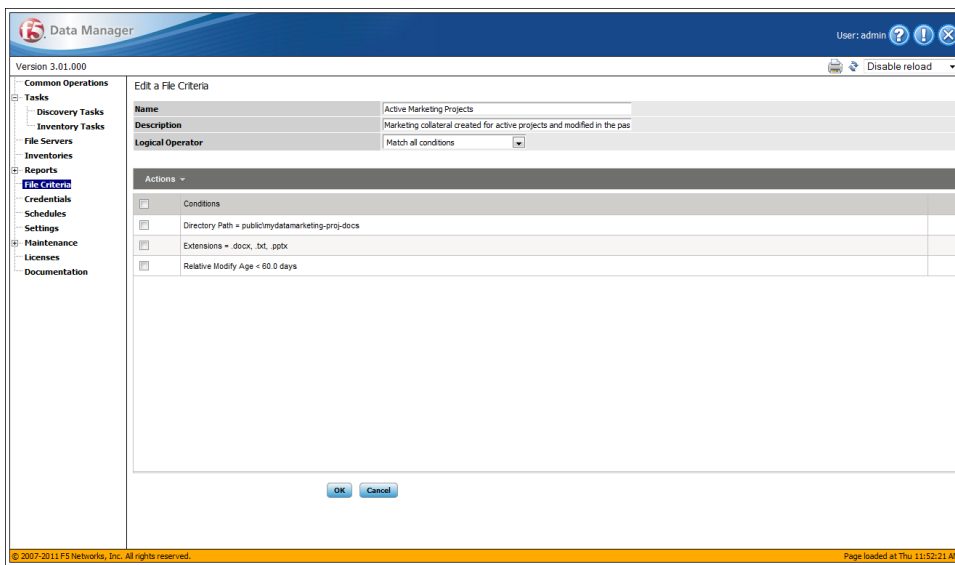 f5 Data Manager
User: admin ? !
Version 3.01.000
Disable reload
Common Operations
Tasks
Discovery Tasks
Inventory Tasks
File Servers
Inventories
Reports
File Criteria
Credentials
Schedules
Settings
Maintenance
Licenses
Documentation
Edit a File Criteria
Name Active Marketing Projects
Description Marketing collateral created for active projects and modified in the pas
Logical Operator Match all conditions
Actions
Conditions
Directory Path = public\mydatamarketing-proj-docs
Extensions = .docx, .txt, .pptx
Relative Modify Age < 60.0 days
OK Cancel
© 2007-2011 F5 Networks, Inc. All rights reserved.
Page loaded at Thu 11:52:21 AM